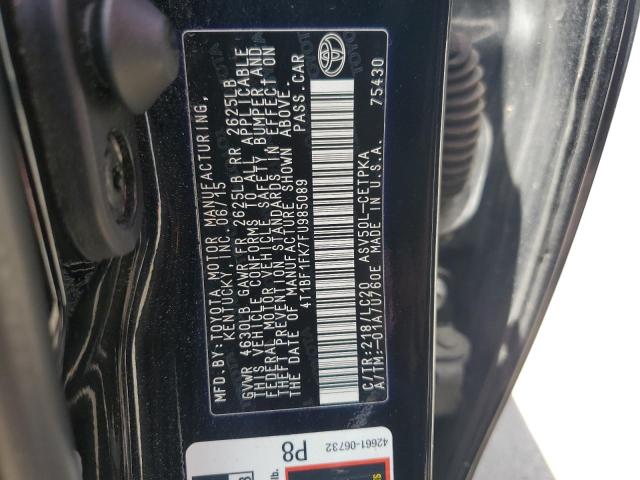 MFD.BY:TOYOTA MOTOR MANUFACTURING,
KENTUCKY, INC. 06/15
GVWR 4630LB GAWR FR 2625LB RR 2625LB
THIS VEHICLE CONFORMS TO ALL APPLICABLE
FEDERAL MOTOR VEHICLE SAFETY, BUMPER, AND
THEFT PREVENTION STANDARDS IN EFFECT ON
THE DATE OF MANUFACTURE SHOWN ABOVE.
4T1BF1FK7FU985089 PASS.CAR
TOYOTA
75430
C/TR:218/LC20 ASV50L-CETPKA
A/TM:-01A/U760E MADE IN U.S.A.
42661-06732
P8
lb.